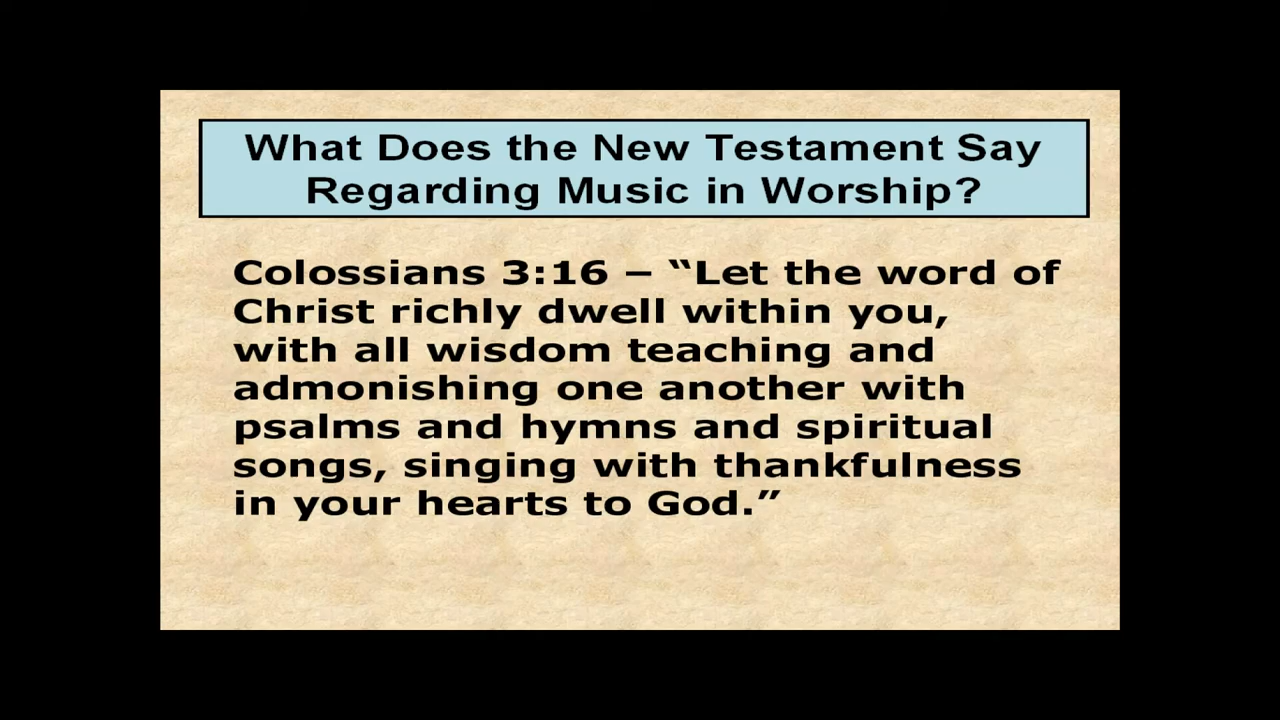 What Does the New Testament Say
Regarding Music in Worship?
Colossians 3:16 – “Let the word of
Christ richly dwell within you,
with all wisdom teaching and
admonishing one another with
psalms and hymns and spiritual
songs, singing with thankfulness
in your hearts to God.”